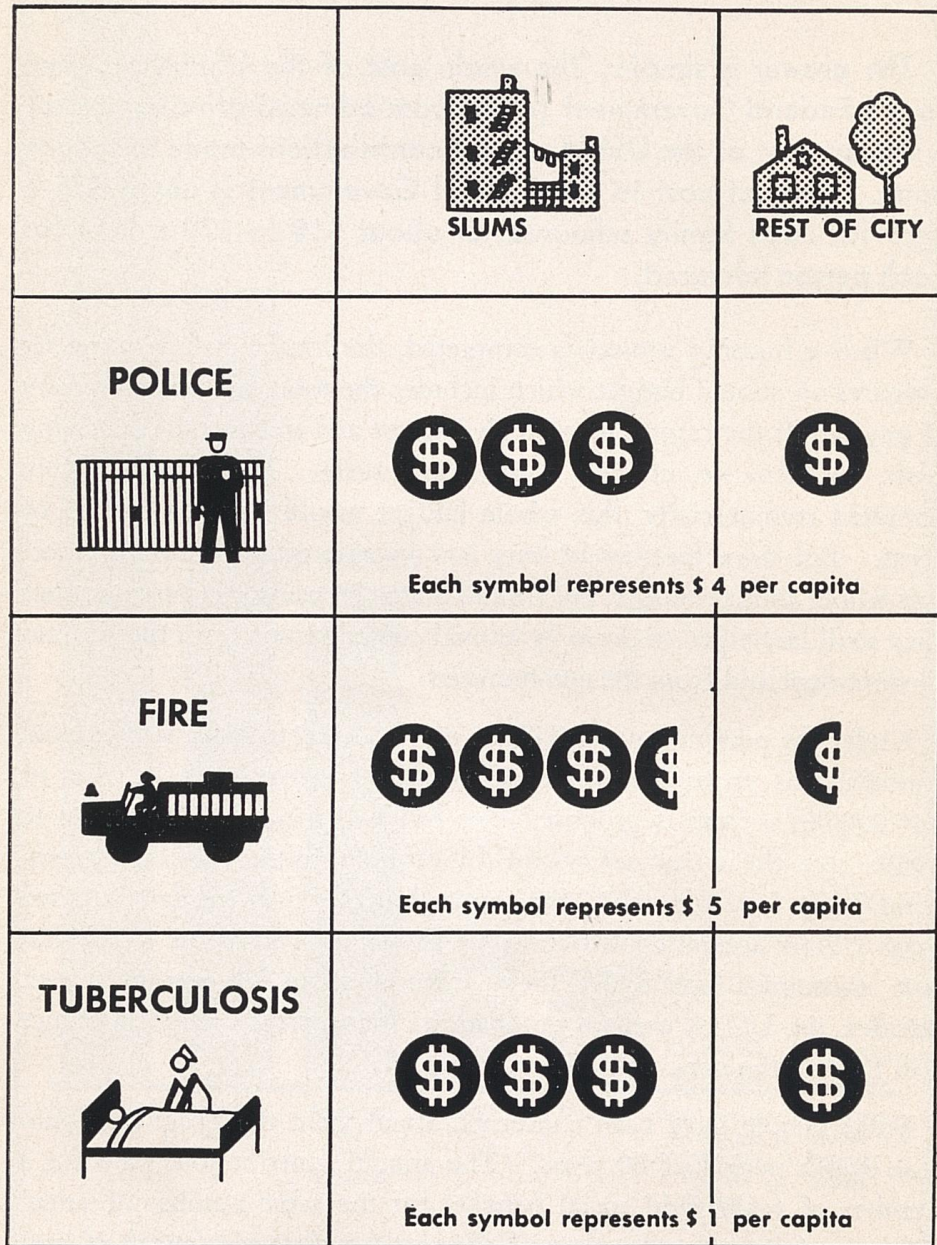 R
SLUMS
REST OF CITY
POLICE
$ $ $ $
Each symbol represents $ 4 per capita
FIRE
$ $ $ $ $
Each symbol represents $ 5 per capita
TUBERCULOSIS
$ $ $ $
Each symbol represents $ 1 per capita